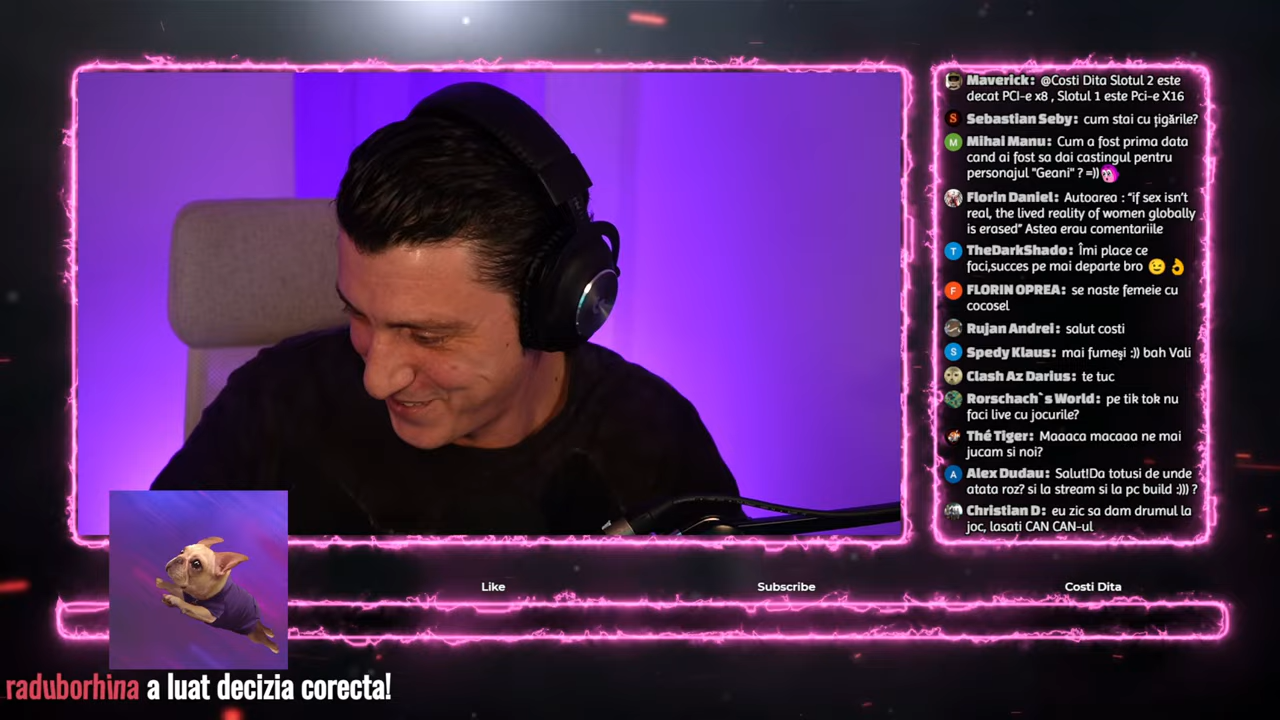 Maverick: @Costi Dita Slotul 2 este
decat PCI-e x8 , Slotul 1 este Pci-e X16
S
Sebastian Seby: cum stai cu țigările?
M
Mihai Manu: Cum a fost prima data
cand ai fost sa dai castingul pentru
personajul "Geani" ? =))
Florin Daniel: Autoarea : “if sex isn’t
real, the lived reality of women globally
is erased” Astea erau comentariile
T
TheDarkShado: Îmi place ce
faci,succes pe mai departe bro 😉 👌
F
FLORIN OPREA: se naste femeie cu
cocosel
Rujan Andrei: salut costi
S
Spedy Klaus: mai fumeși :)) bah Vali
Clash Az Darius: te tuc
Rorschach`s World: pe tik tok nu
faci live cu jocurile?
Thé Tiger: Maaaca macaaa ne mai
jucam si noi?
A
Alex Dudau: Salut!Da totusi de unde
atata roz? si la stream si la pc build :))) ?
Christian D: eu zic sa dam drumul la
joc, lasati CAN CAN-ul
Like
Subscribe
Costi Dita
raduborhina a luat decizia corecta!